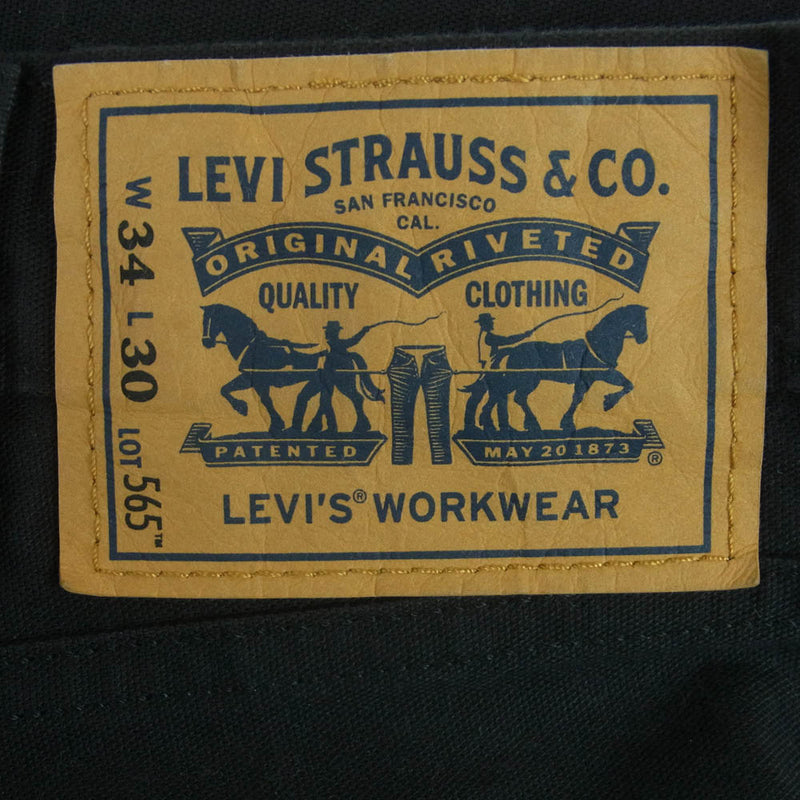 LEVI STRAUSS & CO.
SAN FRANCISCO
CAL.
ORIGINAL RIVETED
QUALITY CLOTHING
PATENTED MAY 20 1873 ®
LEVI'S® WORKWEAR
W 34 L 30 LOT 565™